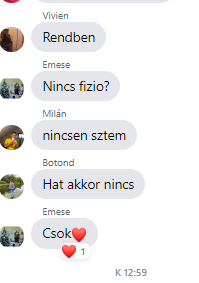 Vivien
Rendben
Emese
Nincs fizio?
Milán
nincsen sztem
Botond
Hat akkor nincs
Emese
Csok❤️
❤️ 1
K 12:59